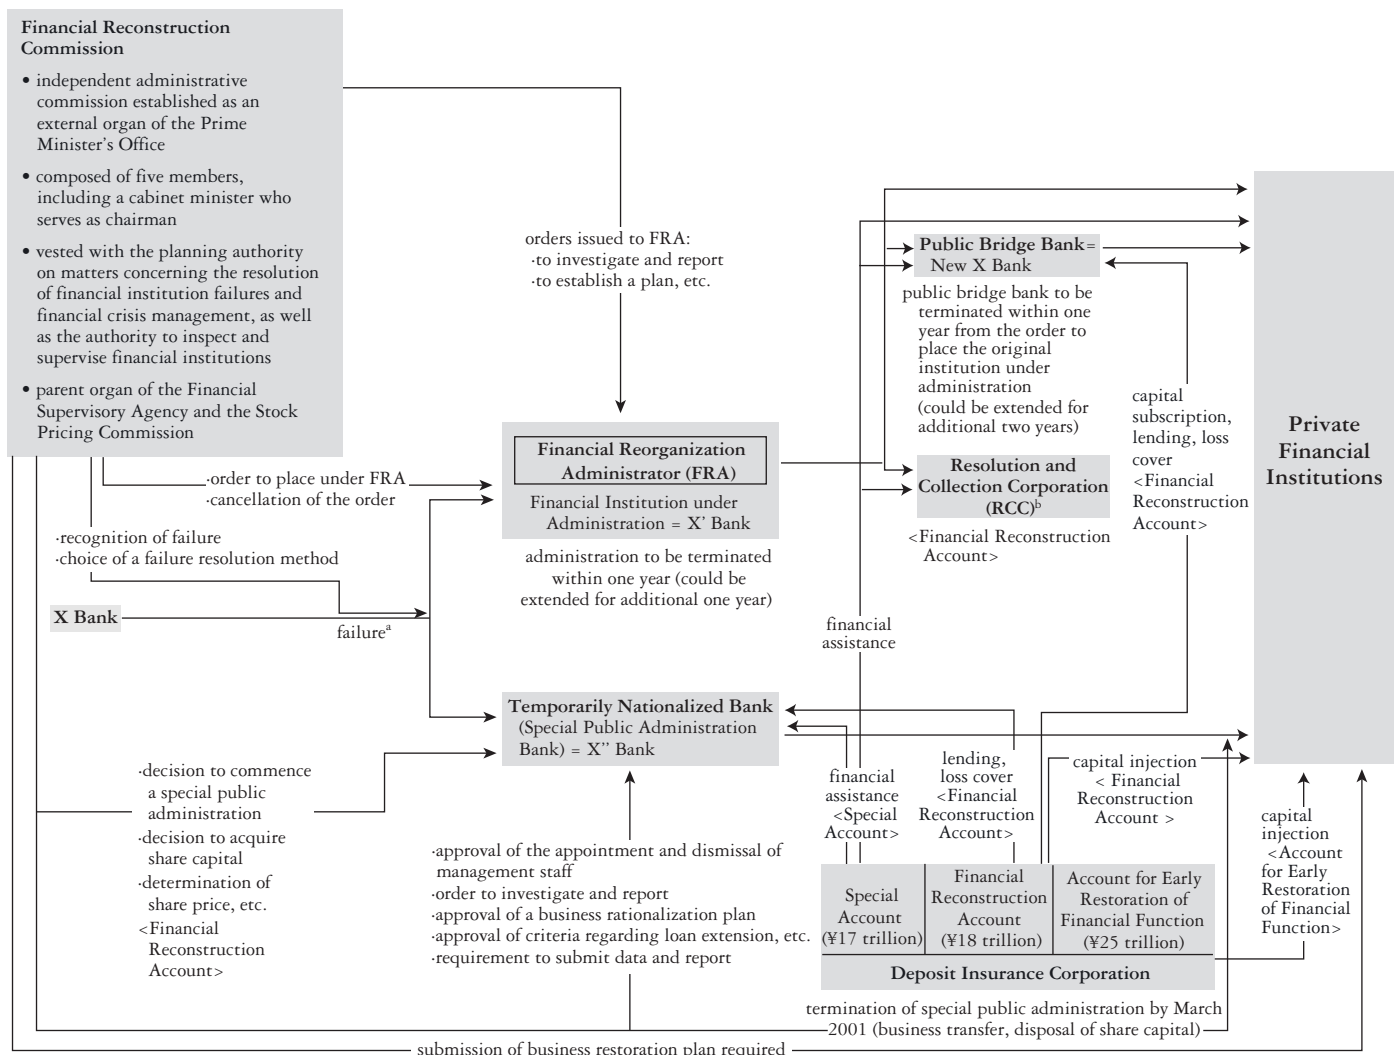 Financial Reconstruction
Commission
• independent administrative
commission established as an
external organ of the Prime
Minister's Office
• composed of five members,
including a cabinet minister who
serves as chairman
• vested with the planning authority
on matters concerning the resolution
of financial institution failures and
financial crisis management, as well
as the authority to inspect and
supervise financial institutions
• parent organ of the Financial
Supervisory Agency and the Stock
Pricing Commission
orders issued to FRA:
·to investigate and report
·to establish a plan, etc.
·order to place under FRA
·cancellation of the order
·recognition of failure
·choice of a failure resolution method
X Bank
failureᵃ
Financial Reorganization
Administrator (FRA)
Financial Institution under
Administration = X' Bank
administration to be terminated
within one year (could be
extended for additional one year)
Public Bridge Bank=
New X Bank
public bridge bank to be
terminated within one
year from the order to
place the original
institution under
administration
(could be extended for
additional two years)
Resolution and
Collection Corporation
(RCC)ᵇ
<Financial Reconstruction
Account>
capital
subscription,
lending, loss
cover
<Financial
Reconstruction
Account>
Private
Financial
Institutions
financial
assistance
Temporarily Nationalized Bank
(Special Public Administration
Bank) = X'' Bank
·decision to commence
a special public
administration
·decision to acquire
share capital
·determination of
share price, etc.
<Financial
Reconstruction
Account>
·approval of the appointment and dismissal of
management staff
·order to investigate and report
·approval of a business rationalization plan
·approval of criteria regarding loan extension, etc.
·requirement to submit data and report
financial
assistance
<Special
Account>
lending,
loss cover
<Financial
Reconstruction
Account>
capital injection
< Financial
Reconstruction
Account >
capital
injection
<Account
for Early
Restoration
of Financial
Function>
Special
Account
(¥17 trillion)
Financial
Reconstruction
Account
(¥18 trillion)
Account for Early
Restoration of
Financial Function
(¥25 trillion)
Deposit Insurance Corporation
termination of special public administration by March
2001 (business transfer, disposal of share capital)
submission of business restoration plan required